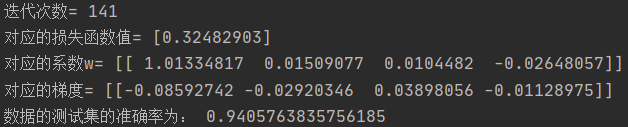 迭代次数= 141
对应的损失函数值= [0.32482903]
对应的系数w= [[ 1.01334817  0.01509077  0.0104482  -0.02648057]]
对应的梯度= [[-0.08592742 -0.02920346  0.03898056 -0.01128975]]
数据的测试集的准确率为： 0.9405763835756185